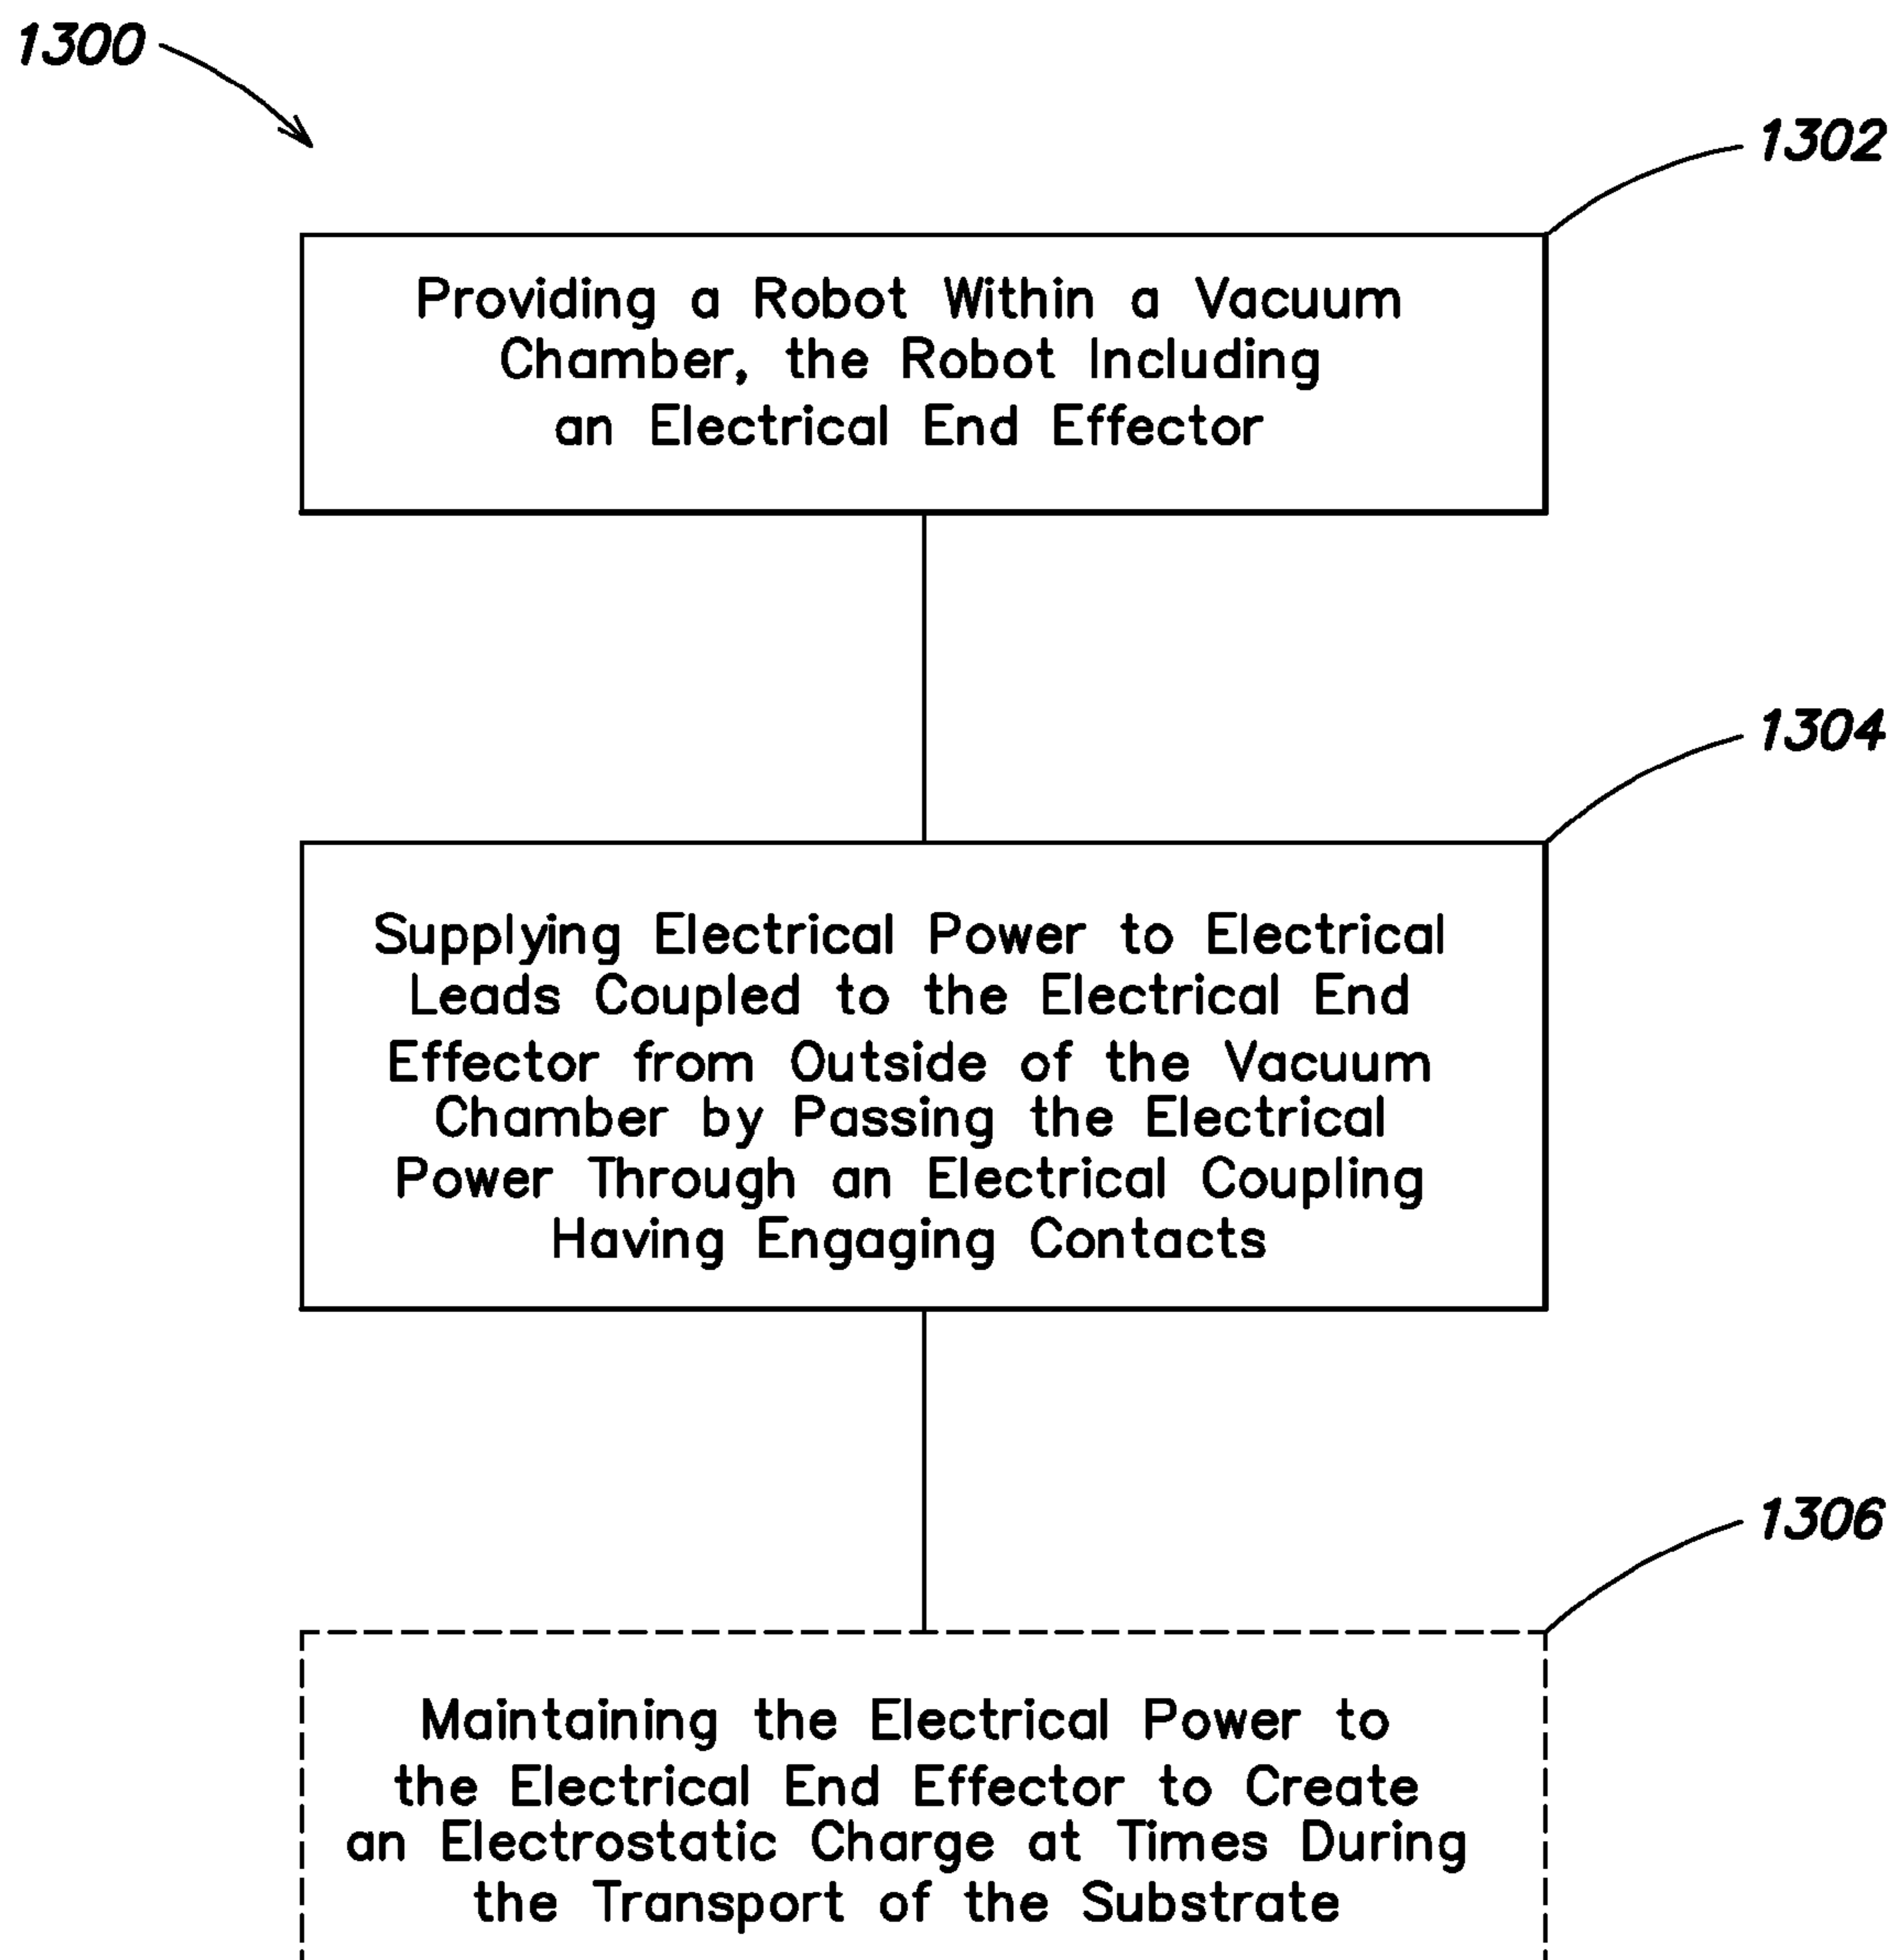 1300
1302
Providing a Robot Within a Vacuum
Chamber, the Robot Including
an Electrical End Effector
1304
Supplying Electrical Power to Electrical
Leads Coupled to the Electrical End
Effector from Outside of the Vacuum
Chamber by Passing the Electrical
Power Through an Electrical Coupling
Having Engaging Contacts
1306
Maintaining the Electrical Power to
the Electrical End Effector to Create
an Electrostatic Charge at Times During
the Transport of the Substrate